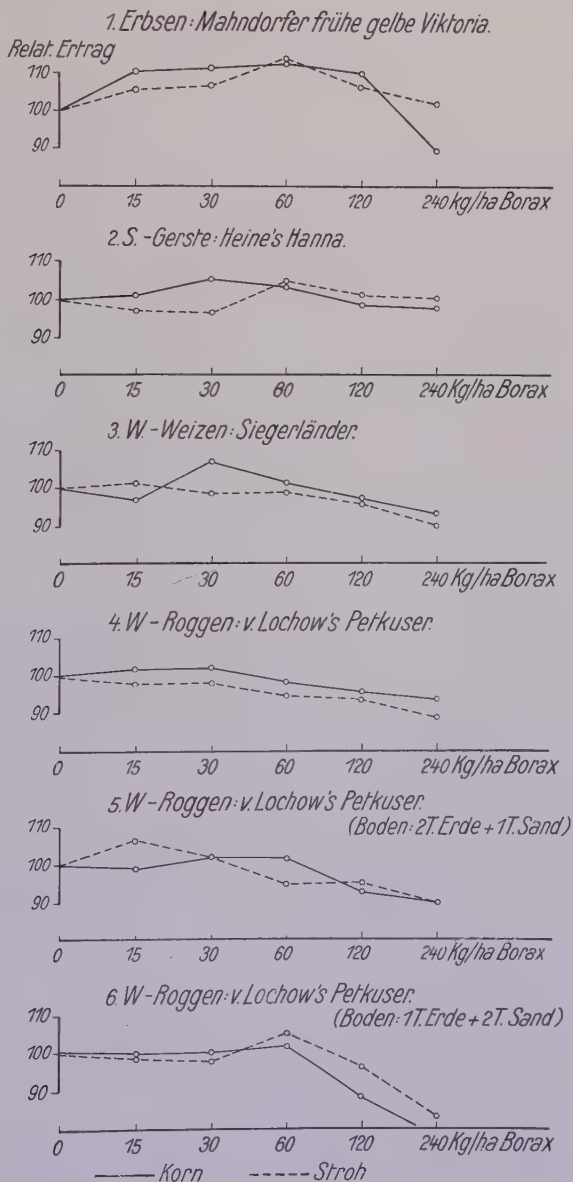 1. Erbsen: Mahndorfer frühe gelbe Viktoria.
Relat. Ertrag
110
100
90
0 15 30 60 120 240 Kg/ha Borax
2. S.-Gerste: Heine's Hanna.
110
100
90
0 15 30 60 120 240 Kg/ha Borax
3. W.-Weizen: Siegerländer.
110
100
90
0 15 30 60 120 240 Kg/ha Borax
4. W-Roggen: v. Lochow's Petkuser.
110
100
90
0 15 30 60 120 240 Kg/ha Borax
5. W-Roggen: v. Lochow's Petkuser.
(Boden: 2T. Erde + 1T. Sand)
110
100
90
0 15 30 60 120 240 Kg/ha Borax
6. W-Roggen: v. Lochow's Petkuser.
(Boden: 1T. Erde + 2T. Sand)
110
100
90
0 15 30 60 120 240 Kg/ha Borax
Korn Stroh